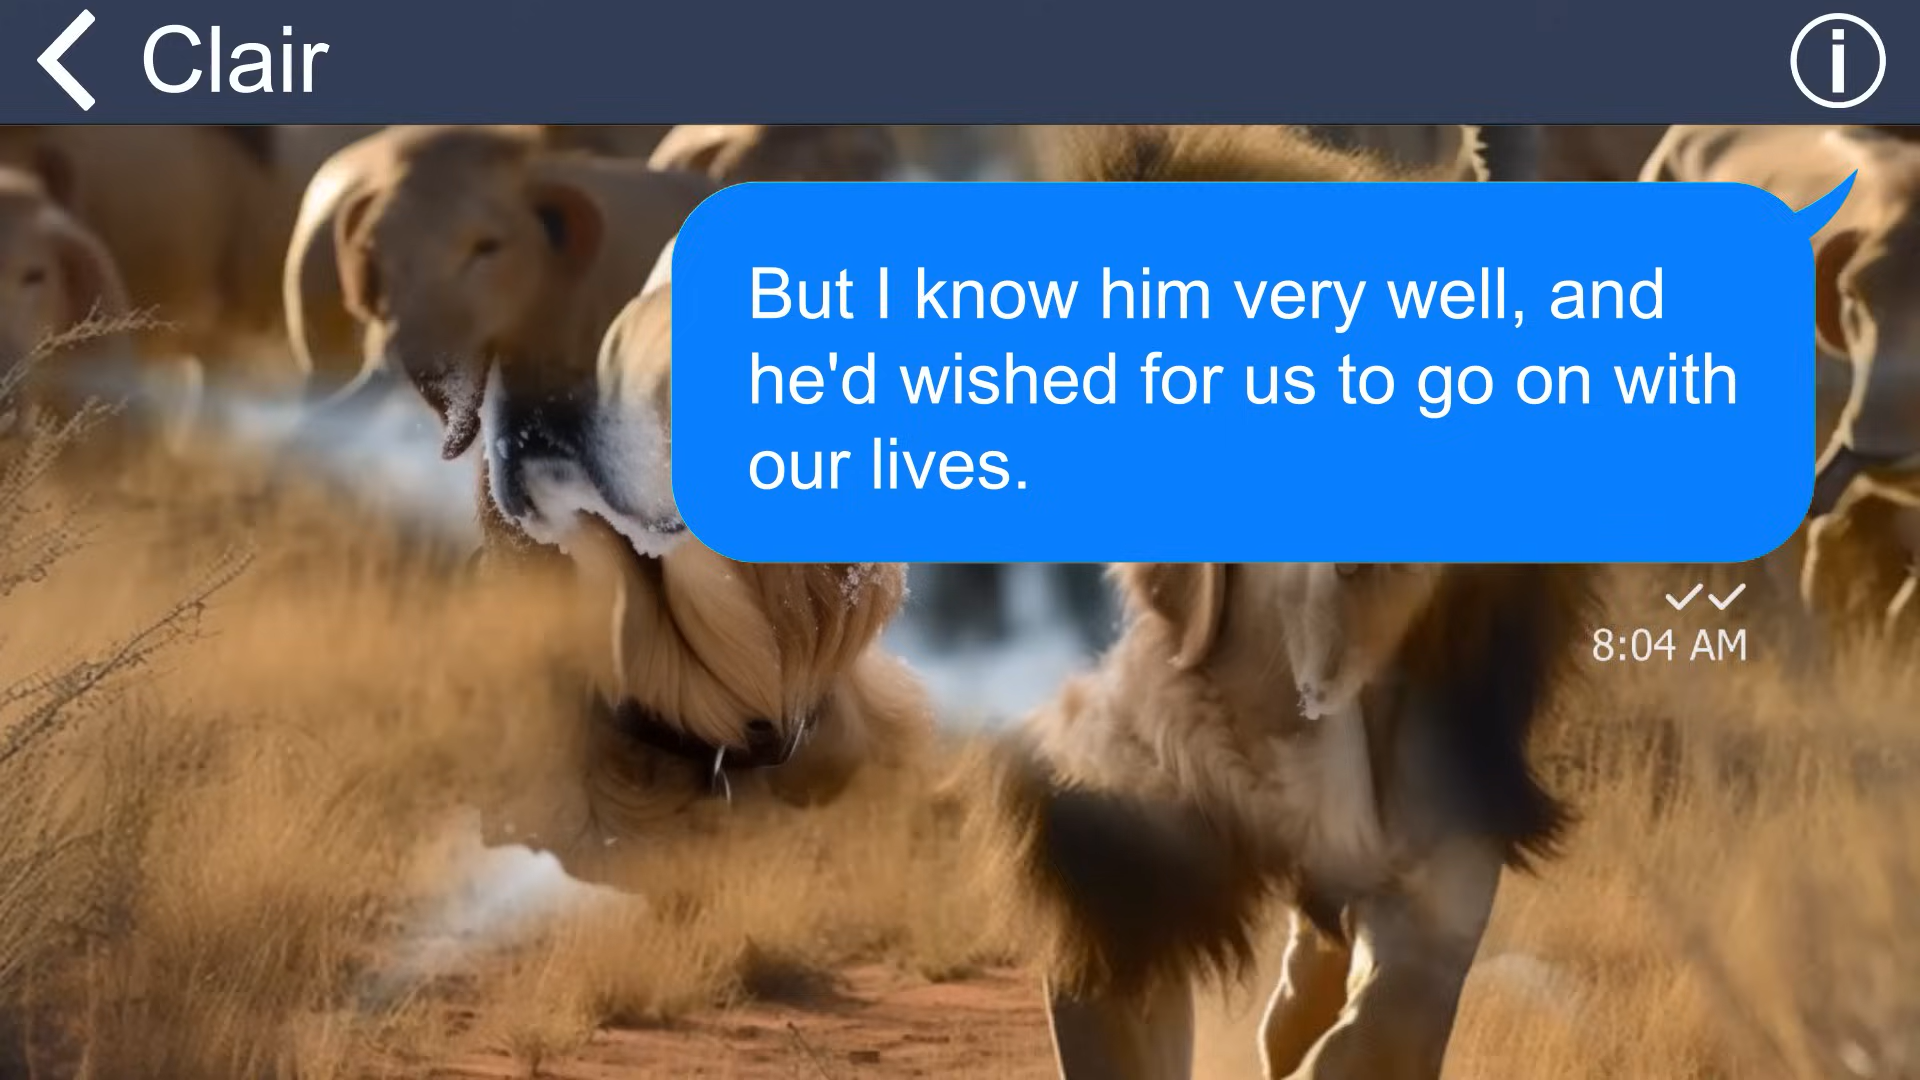 Clair
But I know him very well, and
he'd wished for us to go on with
our lives.
8:04 AM